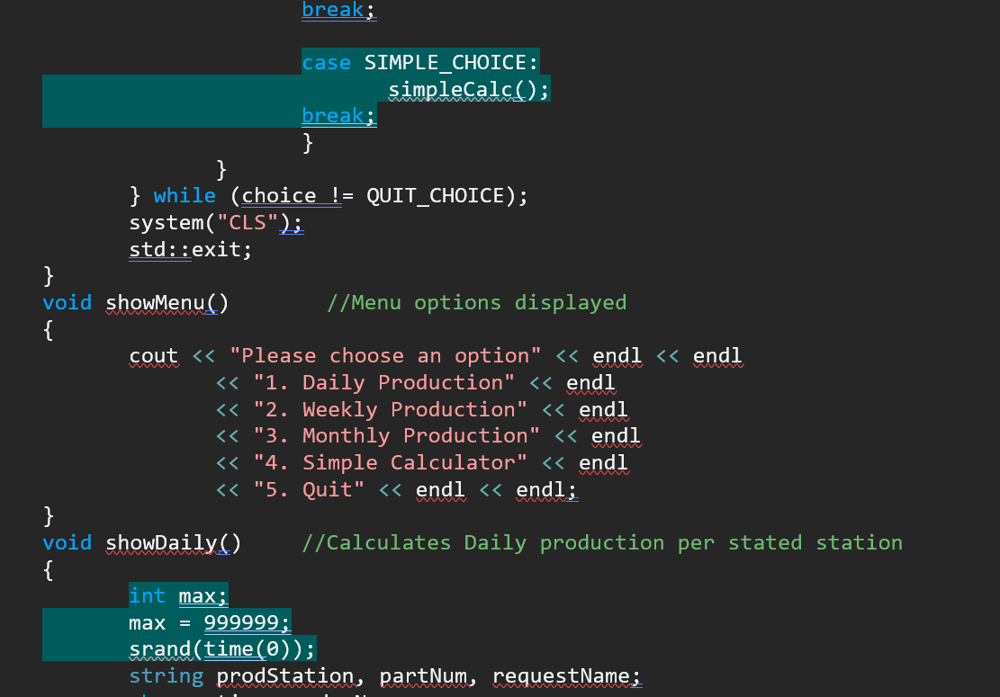 break;
case SIMPLE_CHOICE:
simpleCalc();
break;
}
}
} while (choice != QUIT_CHOICE);
system("CLS");
std::exit;
}
void showMenu() //Menu options displayed
{
cout << "Please choose an option" << endl << endl
<< "1. Daily Production" << endl
<< "2. Weekly Production" << endl
<< "3. Monthly Production" << endl
<< "4. Simple Calculator" << endl
<< "5. Quit" << endl << endl;
}
void showDaily() //Calculates Daily production per stated station
{
int max;
max = 999999;
srand(time(0));
string prodStation, partNum, requestName;